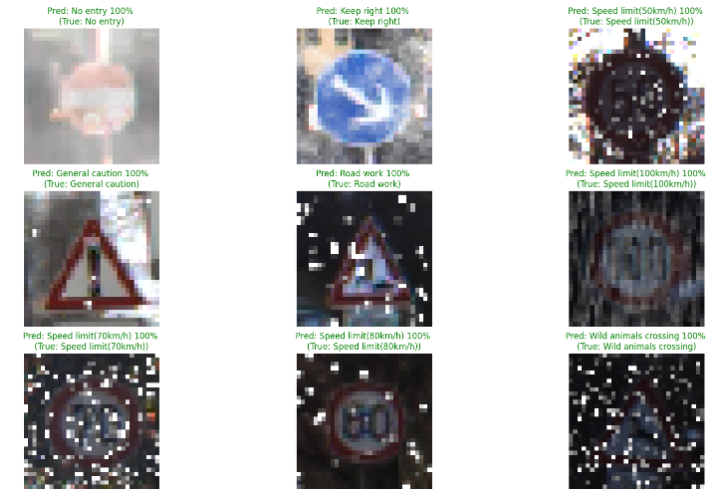 Pred: No entry 100%
(True: No entry)
Pred: Keep right 100%
(True: Keep right)
Pred: Speed limit(50km/h) 100%
(True: Speed limit(50km/h))
Pred: General caution 100%
(True: General caution)
Pred: Road work 100%
(True: Road work)
Pred: Speed limit(100km/h) 100%
(True: Speed limit(100km/h))
Pred: Speed limit(70km/h) 100%
(True: Speed limit(70km/h))
Pred: Speed limit(80km/h) 100%
(True: Speed limit(80km/h))
Pred: Wild animals crossing 100%
(True: Wild animals crossing)
70
80